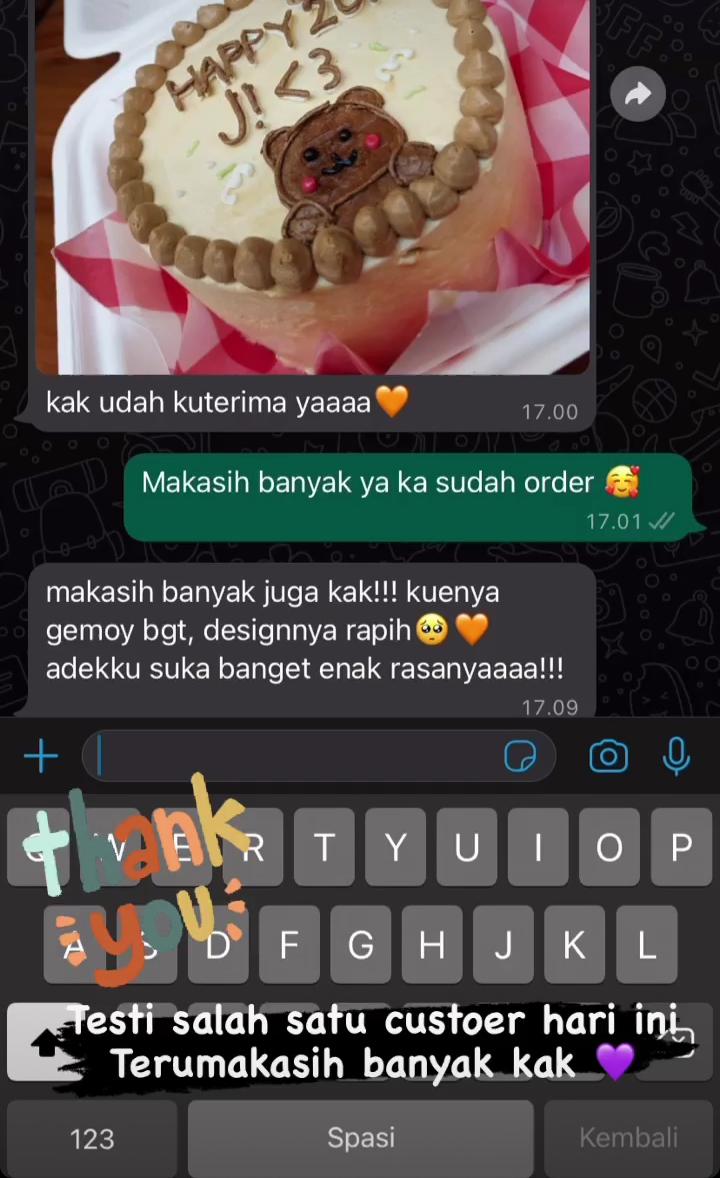 HAPPY 20
J! <3
kak udah kuterima yaaaa🧡
17.00
Makasih banyak ya ka sudah order 🥰
17.01
makasih banyak juga kak!!! kuenya
gemoy bgt, designnya rapih🥺🧡
adekku suka banget enak rasanyaaaa!!!
17.09
thank
you
Q W E R T Y U I O P
A S D F G H J K L
Testi salah satu custoer hari ini
Terumakasih banyak kak 💜
123 Spasi Kembali